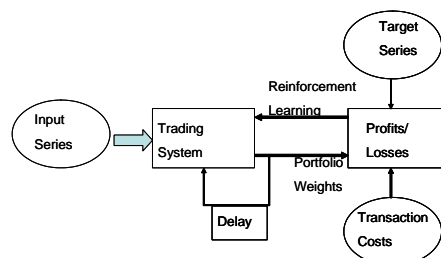 Target
Series
Input
Series
Reinforcement
Learning
Trading
System
Profits/
Losses
Portfolio
Weights
Delay
Transaction
Costs